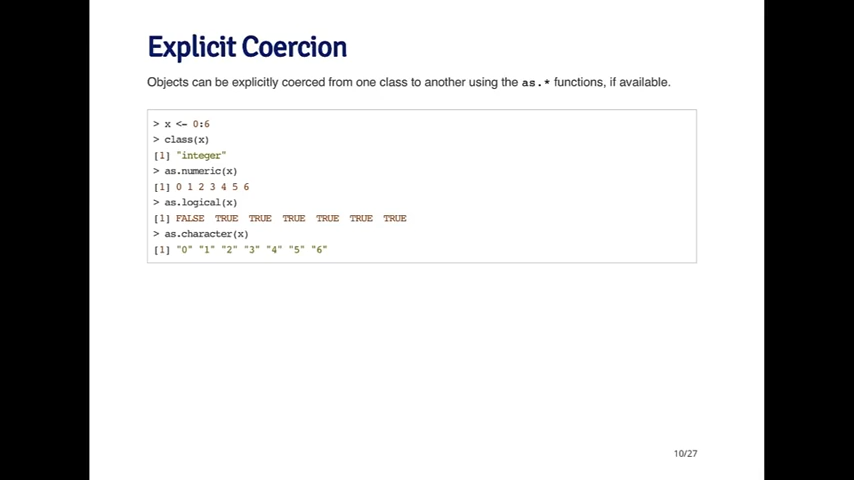 Explicit Coercion
Objects can be explicitly coerced from one class to another using the as.* functions, if available.
> x <- 0:6
> class(x)
[1] "integer"
> as.numeric(x)
[1] 0 1 2 3 4 5 6
> as.logical(x)
[1] FALSE  TRUE  TRUE  TRUE  TRUE  TRUE  TRUE
> as.character(x)
[1] "0" "1" "2" "3" "4" "5" "6"
10/27